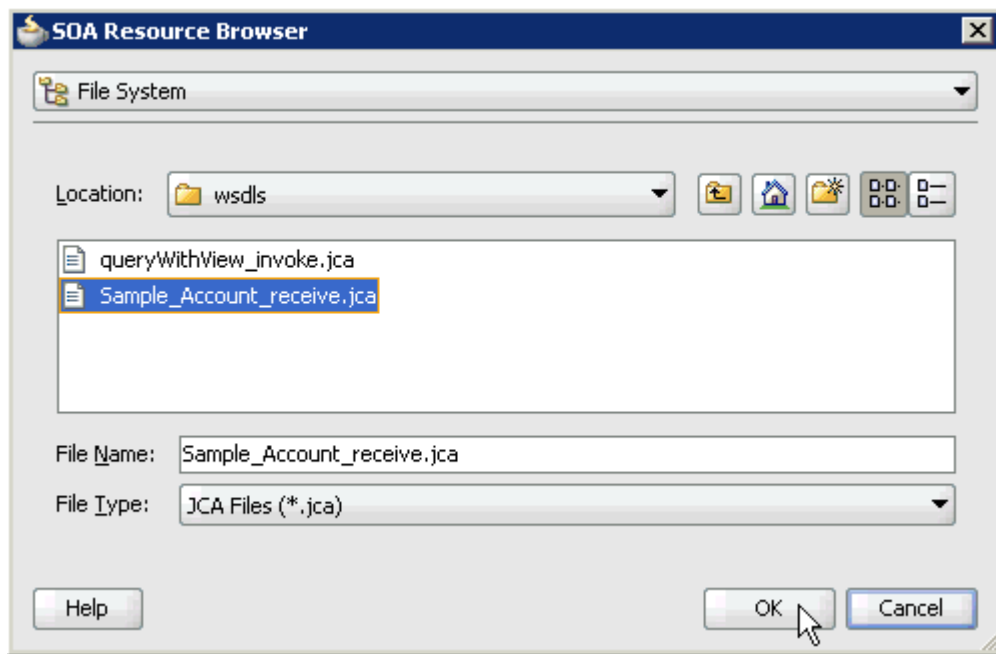 SOA Resource Browser
File System
Location: wsdls
queryWithView_invoke.jca
Sample_Account_receive.jca
File Name: Sample_Account_receive.jca
File Type: JCA Files (*.jca)
Help OK Cancel